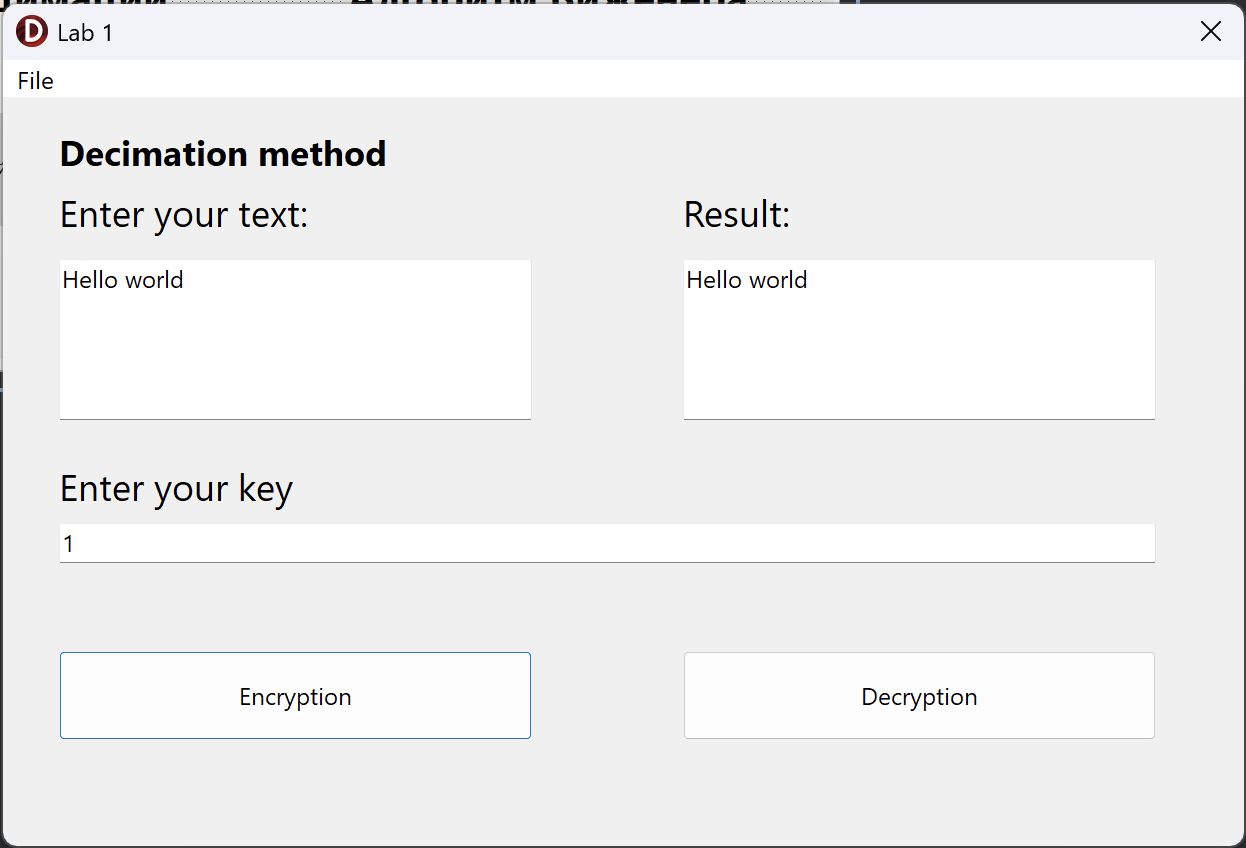 Lab 1
File
Decimation method
Enter your text:
Result:
Hello world
Hello world
Enter your key
1
Encryption
Decryption